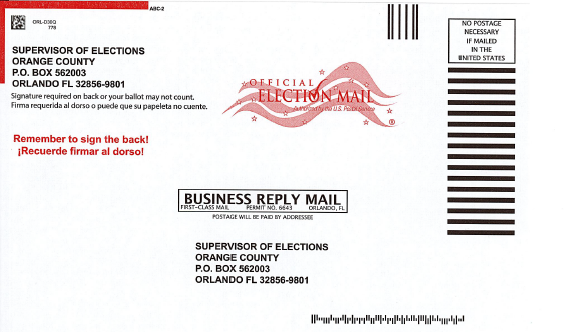 ABC-2
ORL-D30Q
778
SUPERVISOR OF ELECTIONS
ORANGE COUNTY
P.O. BOX 562003
ORLANDO FL 32856-9801
Signature required on back or your ballot may not count.
Firma requerida al dorso o puede que su papeleta no cuente.
Remember to sign the back!
¡Recuerde firmar al dorso!
OFFICIAL
ELECTION MAIL
Authorized by the U.S. Postal Service
®
NO POSTAGE
NECESSARY
IF MAILED
IN THE
UNITED STATES
BUSINESS REPLY MAIL
FIRST-CLASS MAIL PERMIT NO. 6643 ORLANDO, FL
POSTAGE WILL BE PAID BY ADDRESSEE
SUPERVISOR OF ELECTIONS
ORANGE COUNTY
P.O. BOX 562003
ORLANDO FL 32856-9801